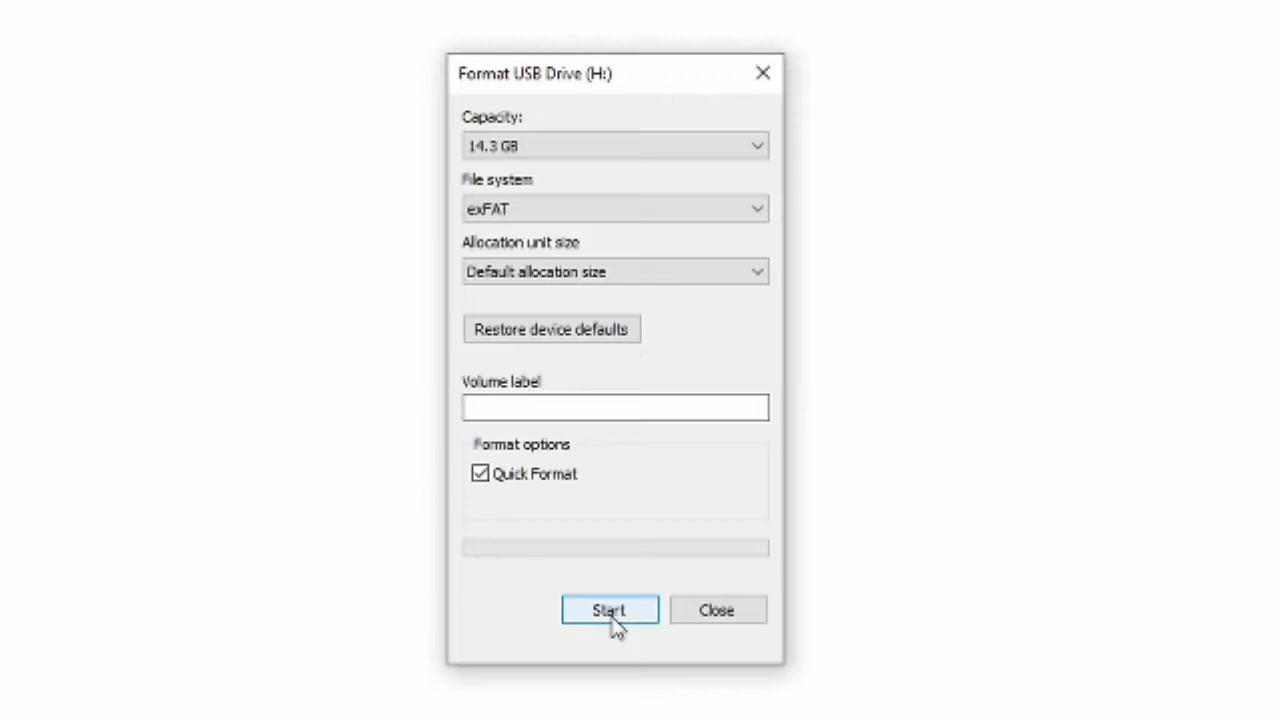 Format USB Drive (H:)
Capacity:
14.3 GB
File system
exFAT
Allocation unit size
Default allocation size
Restore device defaults
Volume label
Format options
Quick Format
Start
Close